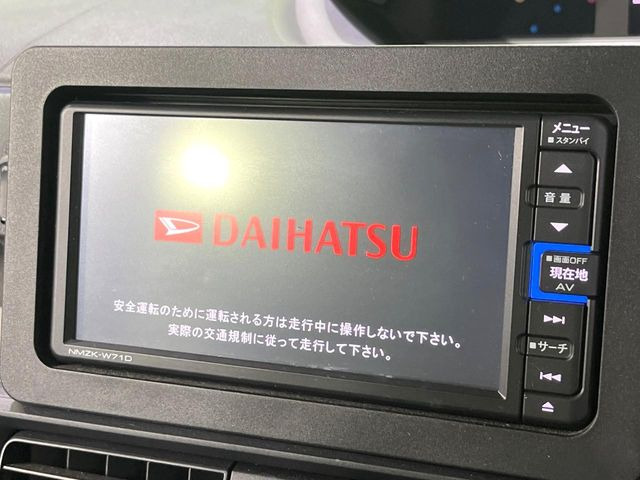 DAIHATSU
安全運転のために運転される方は走行中に操作しないで下さい。
実際の交通規制に従って走行して下さい。
NMZK-W71D
メニュー
■スタンバイ
音量
■画面OFF
現在地
AV
■サーチ